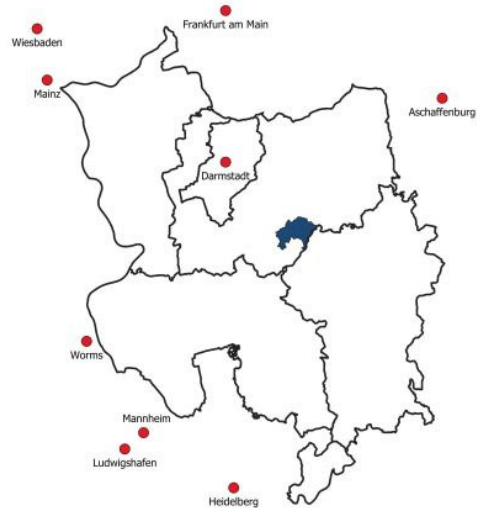 Frankfurt am Main
Wiesbaden
Mainz
Aschaffenburg
Darmstadt
Worms
Mannheim
Ludwigshafen
Heidelberg